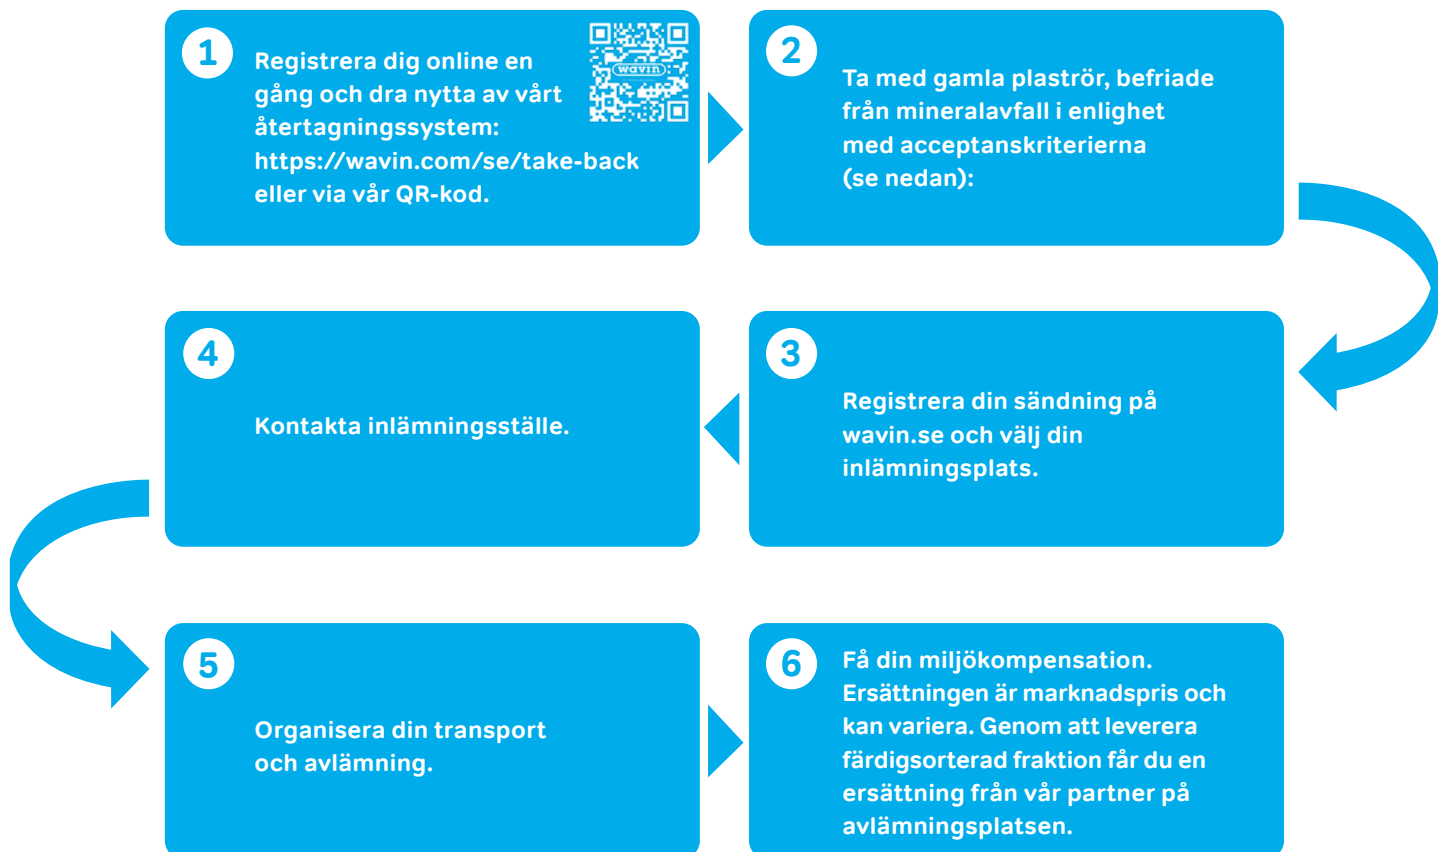 1
Registrera dig online en
gång och dra nytta av vårt
återtagningssystem:
https://wavin.com/se/take-back
eller via vår QR-kod.
wavin
2
Ta med gamla plaströr, befriade
från mineralavfall i enlighet
med acceptanskriterierna
(se nedan):
3
Registrera din sändning på
wavin.se och välj din
inlämningsplats.
4
Kontakta inlämningsställe.
5
Organisera din transport
och avlämning.
6
Få din miljökompensation.
Ersättningen är marknadspris och
kan variera. Genom att leverera
färdigsorterad fraktion får du en
ersättning från vår partner på
avlämningsplatsen.